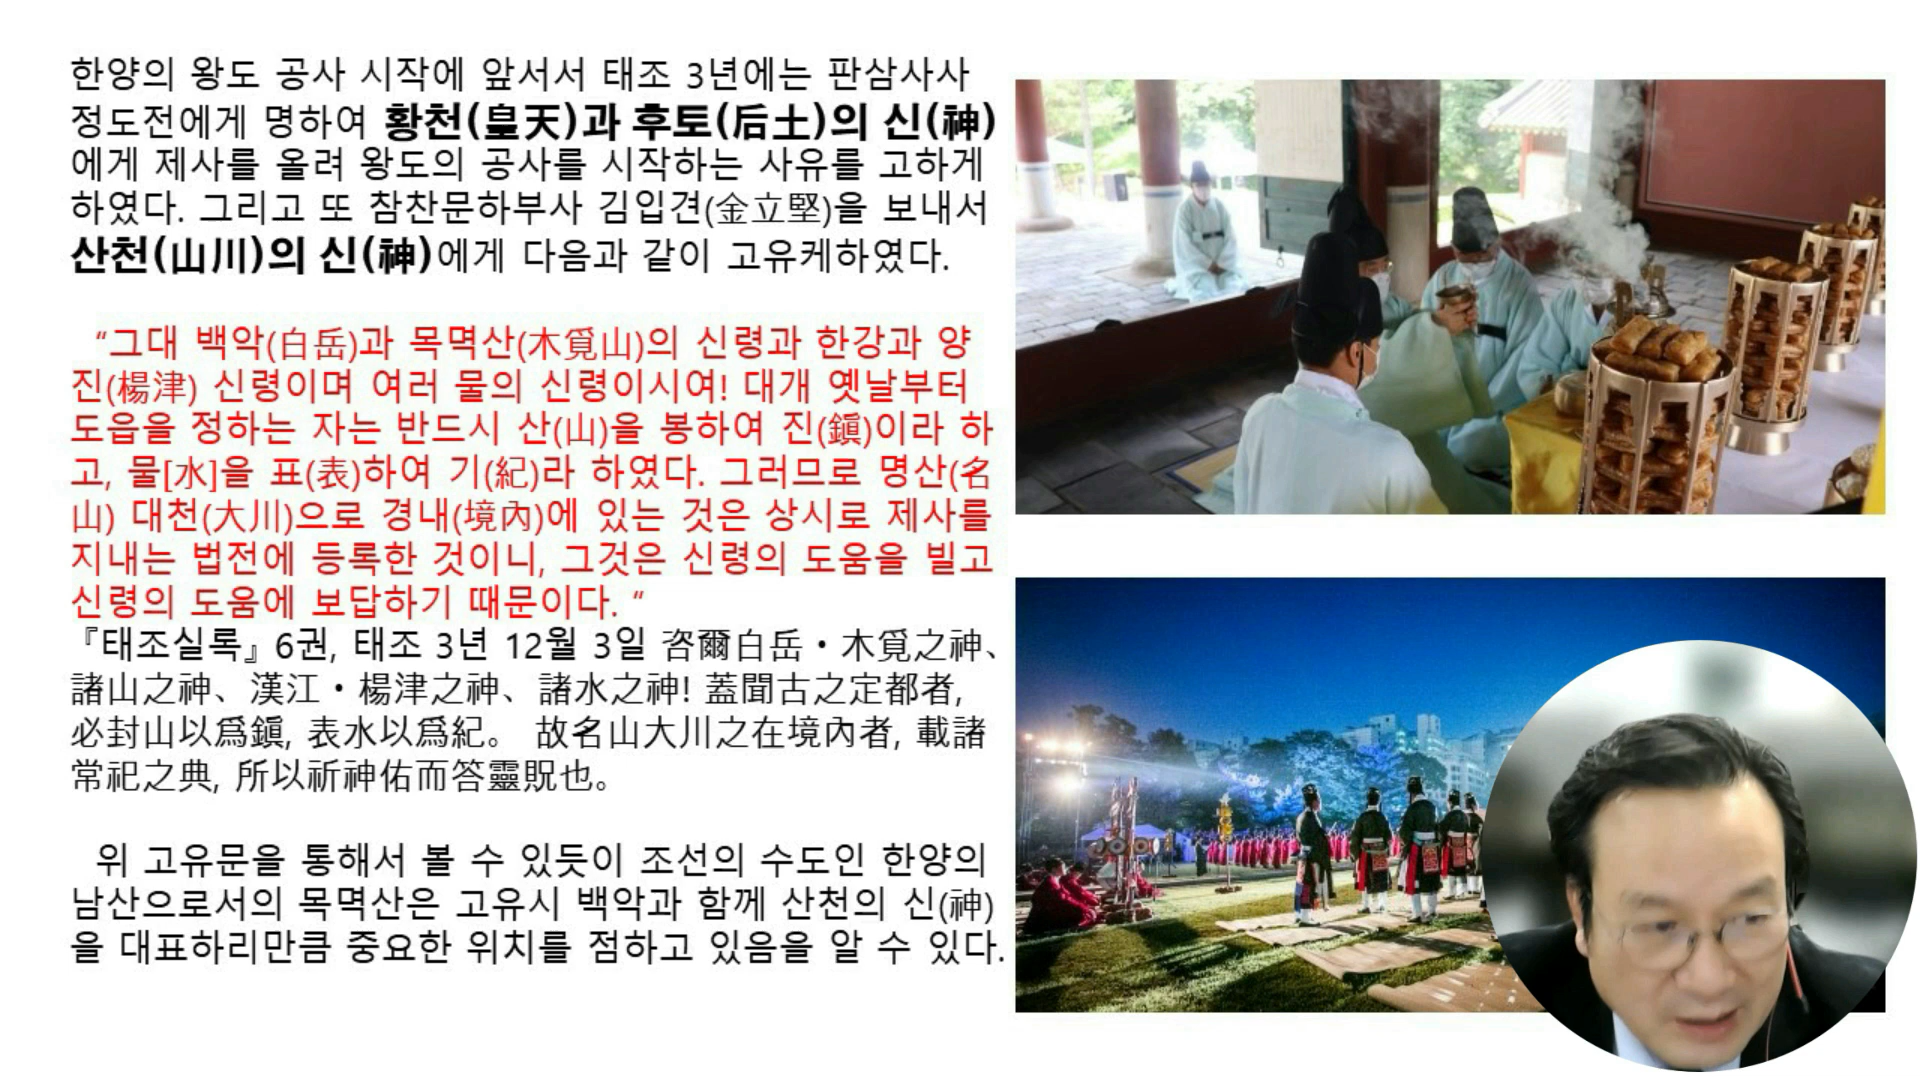 한양의 왕도 공사 시작에 앞서서 태조 3년에는 판삼사사
정도전에게 명하여 황천(皇天)과 후토(后土)의 신(神)
에게 제사를 올려 왕도의 공사를 시작하는 사유를 고하게
하였다. 그리고 또 참찬문하부사 김입견(金立堅)을 보내서
산천(山川)의 신(神)에게 다음과 같이 고유케하였다.
“그대 백악(白岳)과 목멱산(木覓山)의 신령과 한강과 양
진(楊津) 신령이며 여러 물의 신령이시여! 대개 옛날부터
도읍을 정하는 자는 반드시 산(山)을 봉하여 진(鎭)이라 하
고, 물[水]을 표(表)하여 기(紀)라 하였다. 그러므로 명산(名
山) 대천(大川)으로 경내(境內)에 있는 것은 상시로 제사를
지내는 법전에 등록한 것이니, 그것은 신령의 도움을 빌고
신령의 도움에 보답하기 때문이다. “
『태조실록』 6권, 태조 3년 12월 3일 咨爾白岳・木覓之神、
諸山之神、漢江・楊津之神、諸水之神! 蓋聞古之定都者,
必封山以爲鎭, 表水以爲紀。 故名山大川之在境內者, 載諸
常祀之典, 所以祈神佑而答靈貺也。
위 고유문을 통해서 볼 수 있듯이 조선의 수도인 한양의
남산으로서의 목멱산은 고유시 백악과 함께 산천의 신(神)
을 대표하리만큼 중요한 위치를 점하고 있음을 알 수 있다.